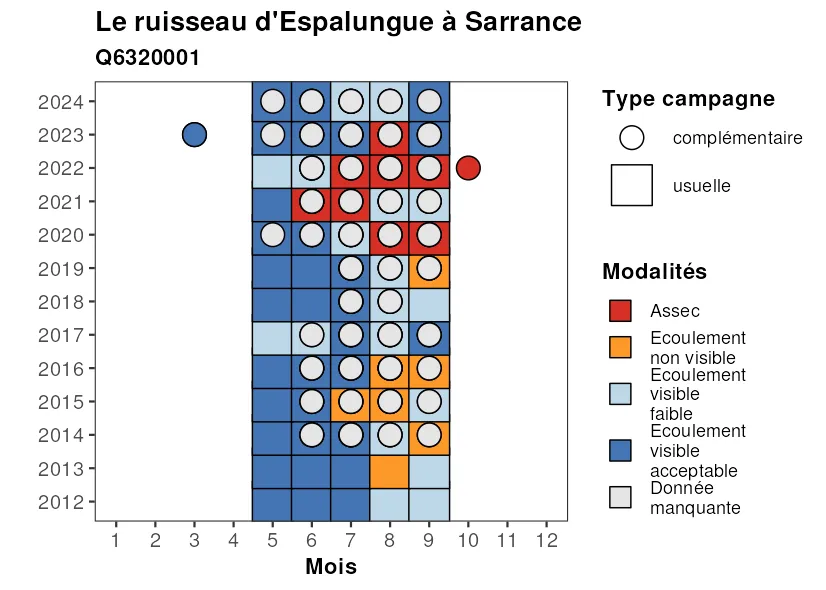 Le ruisseau d'Espalungue à Sarrance
Q6320001
2024
2023
2022
2021
2020
2019
2018
2017
2016
2015
2014
2013
2012
1 2 3 4 5 6 7 8 9 10 11 12
Mois
Type campagne
complémentaire
usuelle
Modalités
Assec
Ecoulement
non visible
Ecoulement
visible
faible
Ecoulement
visible
acceptable
Donnée
manquante